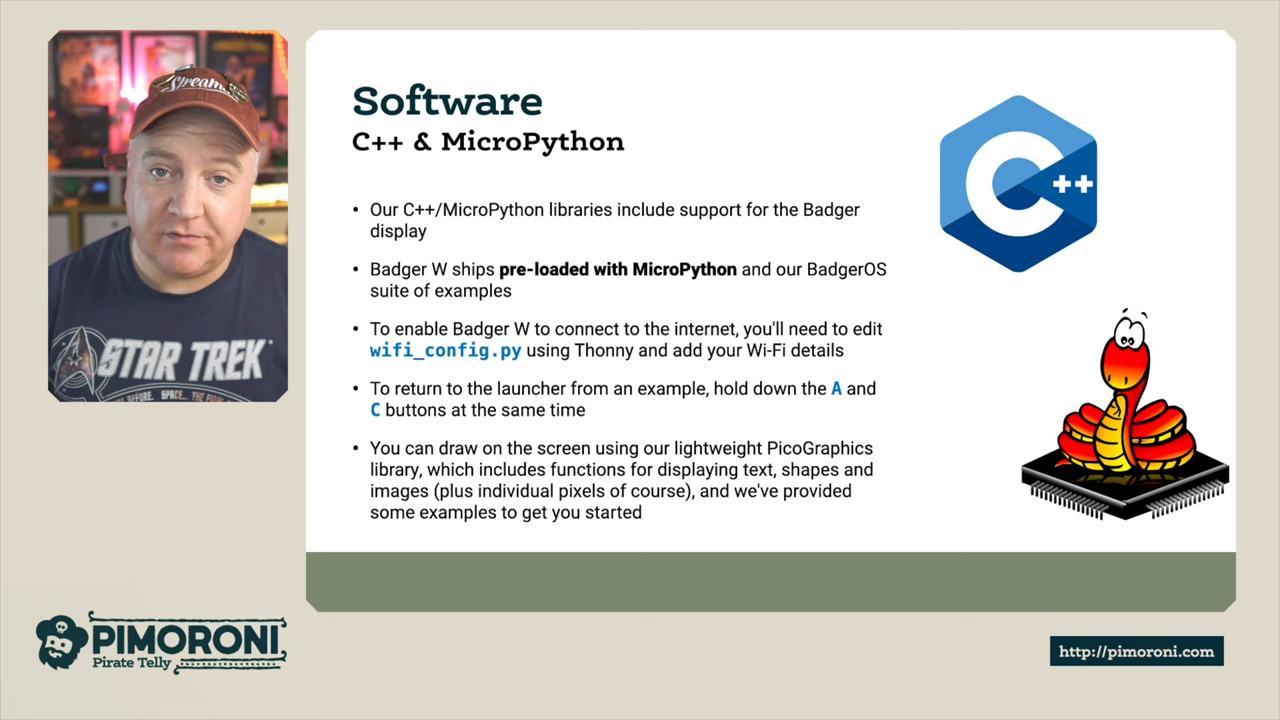 Streamer
STAR TREK
BEFORE. SPACE... THE FINAL
Software
C++ & MicroPython
• Our C++/MicroPython libraries include support for the Badger
display
• Badger W ships pre-loaded with MicroPython and our BadgerOS
suite of examples
• To enable Badger W to connect to the internet, you'll need to edit
wifi_config.py using Thonny and add your Wi-Fi details
• To return to the launcher from an example, hold down the A and
C buttons at the same time
• You can draw on the screen using our lightweight PicoGraphics
library, which includes functions for displaying text, shapes and
images (plus individual pixels of course), and we've provided
some examples to get you started
C++
PIMORONI
Pirate Telly
http://pimoroni.com